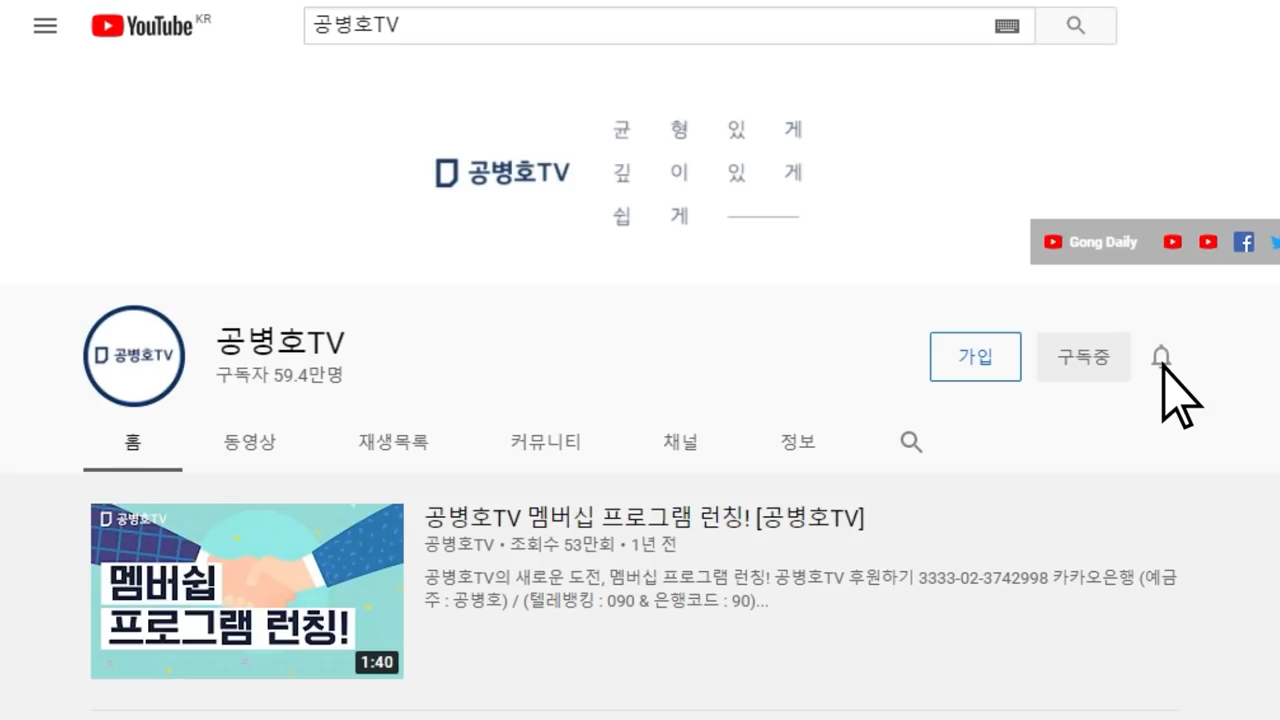 YouTube KR
공병호TV
공병호TV
균형있게
깊이있게
쉽게
Gong Daily
공병호TV
공병호TV
구독자 59.4만명
가입
구독중
홈
동영상
재생목록
커뮤니티
채널
정보
공병호TV
멤버쉽
프로그램 런칭!
1:40
공병호TV 멤버십 프로그램 런칭! [공병호TV]
공병호TV • 조회수 53만회 • 1년 전
공병호TV의 새로운 도전, 멤버십 프로그램 런칭! 공병호TV 후원하기 3333-02-3742998 카카오은행 (예금
주 : 공병호) / (텔레뱅킹 : 090 & 은행코드 : 90)...